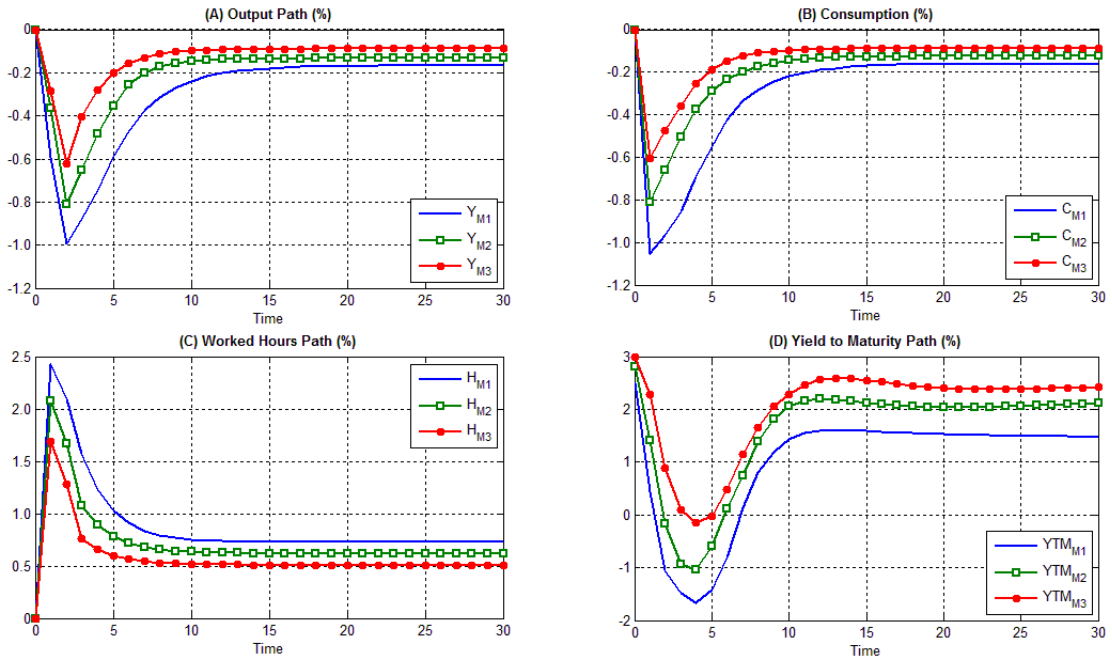 (A) Output Path (%)
0
-0.2
-0.4
-0.6
-0.8
-1.0
-1.2
0 5 10 15 20 25 30
Time
Y_M1
Y_M2
Y_M3
(B) Consumption (%)
0
-0.2
-0.4
-0.6
-0.8
-1.0
-1.2
0 5 10 15 20 25 30
Time
C_M1
C_M2
C_M3
(C) Worked Hours Path (%)
2.5
2.0
1.5
1.0
0.5
0
0 5 10 15 20 25 30
Time
H_M1
H_M2
H_M3
(D) Yield to Maturity Path (%)
3
2
1
0
-1
-2
0 5 10 15 20 25 30
Time
YTM_M1
YTM_M2
YTM_M3